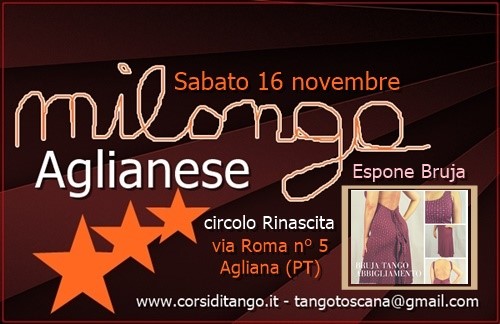 Sabato 16 novembre
milonga
Aglianese
Espone Bruja
circolo Rinascita
via Roma n° 5
Agliana (PT)
BRUJA TANGO
ABBIGLIAMENTO
www.corsiditango.it - tangotoscana@gmail.com